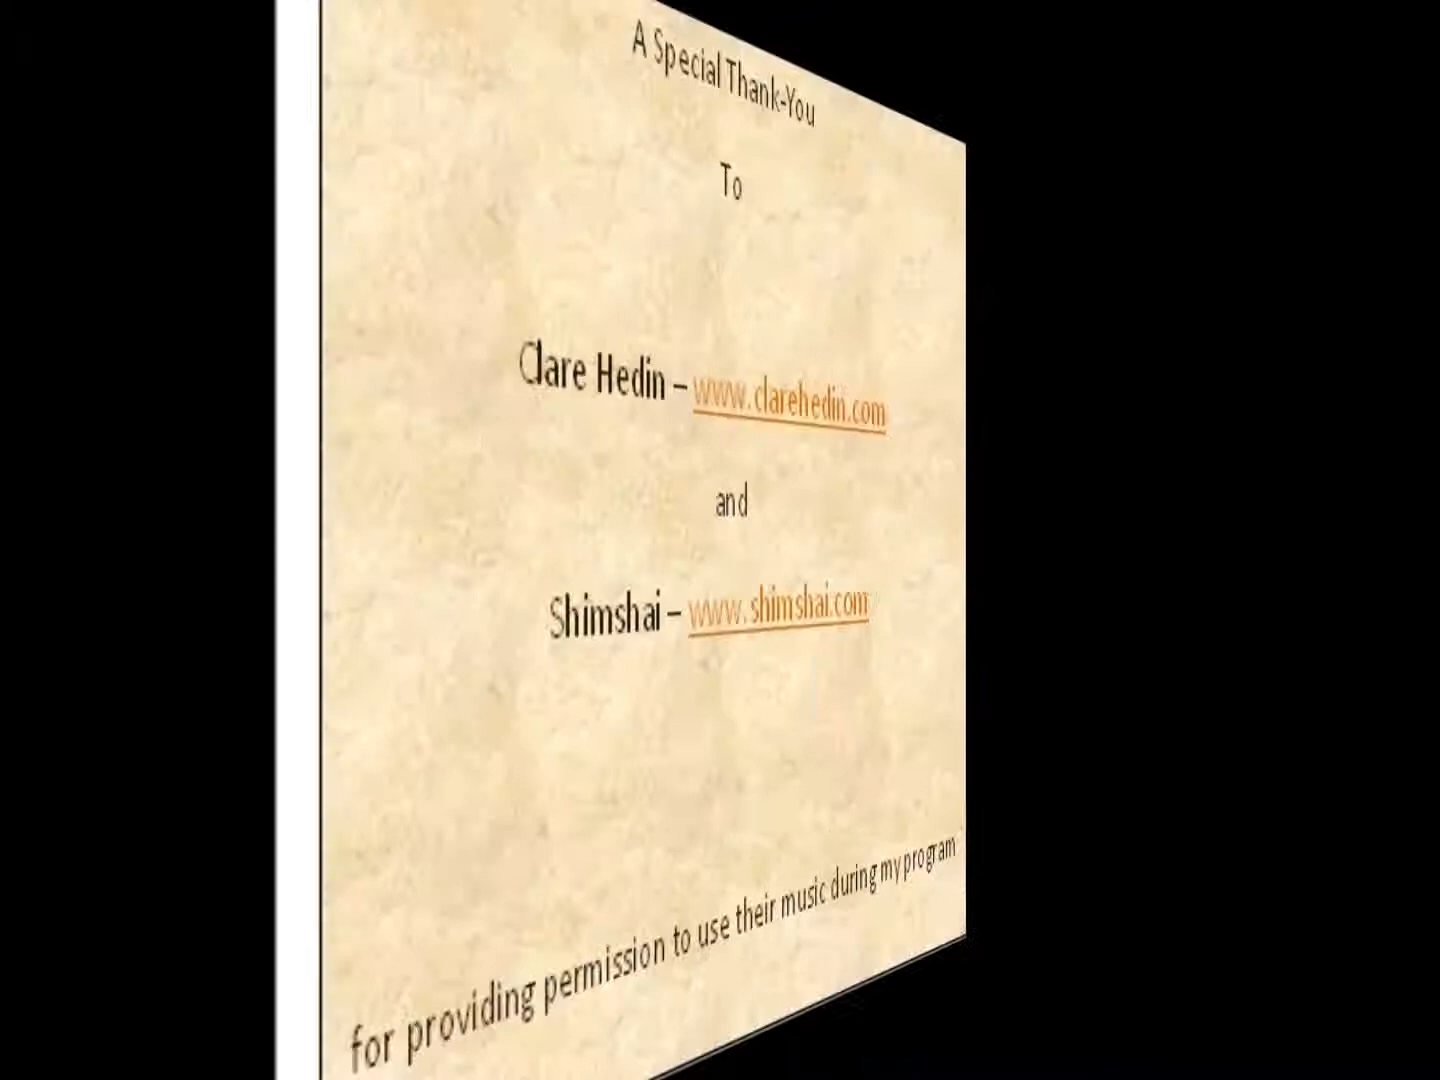 A Special Thank-You
To
Clare Hedin – www.clarehedin.com
and
Shimshai – www.shimshai.com
for providing permission to use their music during my program